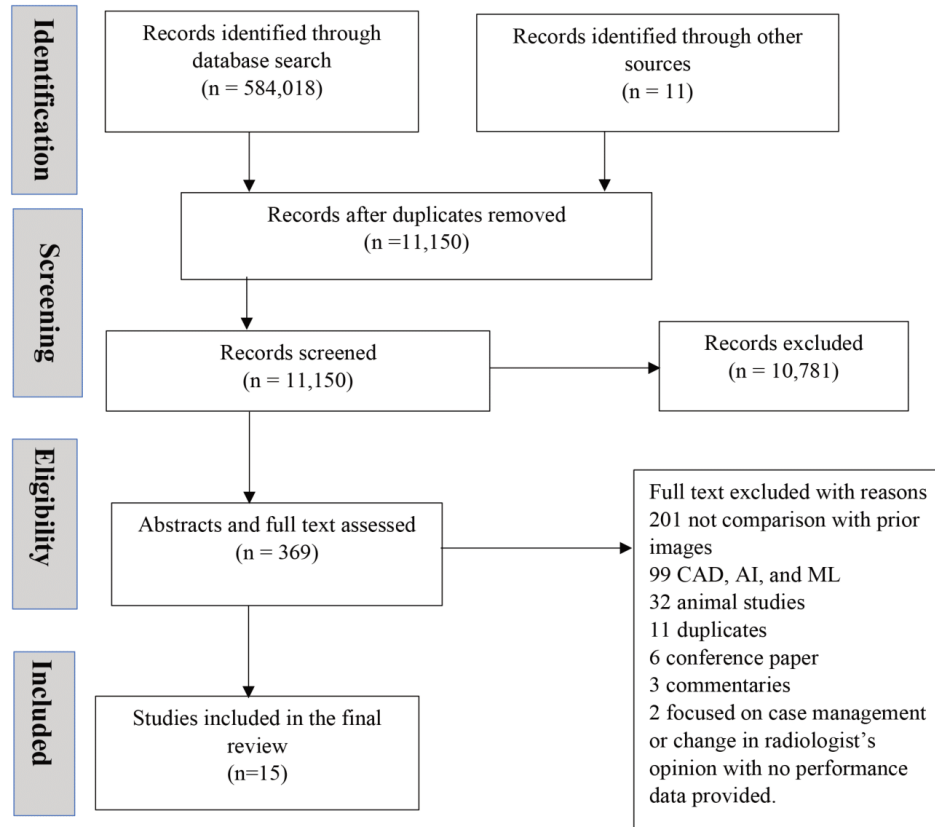 Identification
Records identified through
database search
(n = 584,018)
Records identified through other
sources
(n = 11)
Screening
Records after duplicates removed
(n =11,150)
Records screened
(n = 11,150)
Records excluded
(n = 10,781)
Eligibility
Abstracts and full text assessed
(n = 369)
Full text excluded with reasons
201 not comparison with prior
images
99 CAD, AI, and ML
32 animal studies
11 duplicates
6 conference paper
3 commentaries
2 focused on case management
or change in radiologist’s
opinion with no performance
data provided.
Included
Studies included in the final
review
(n=15)